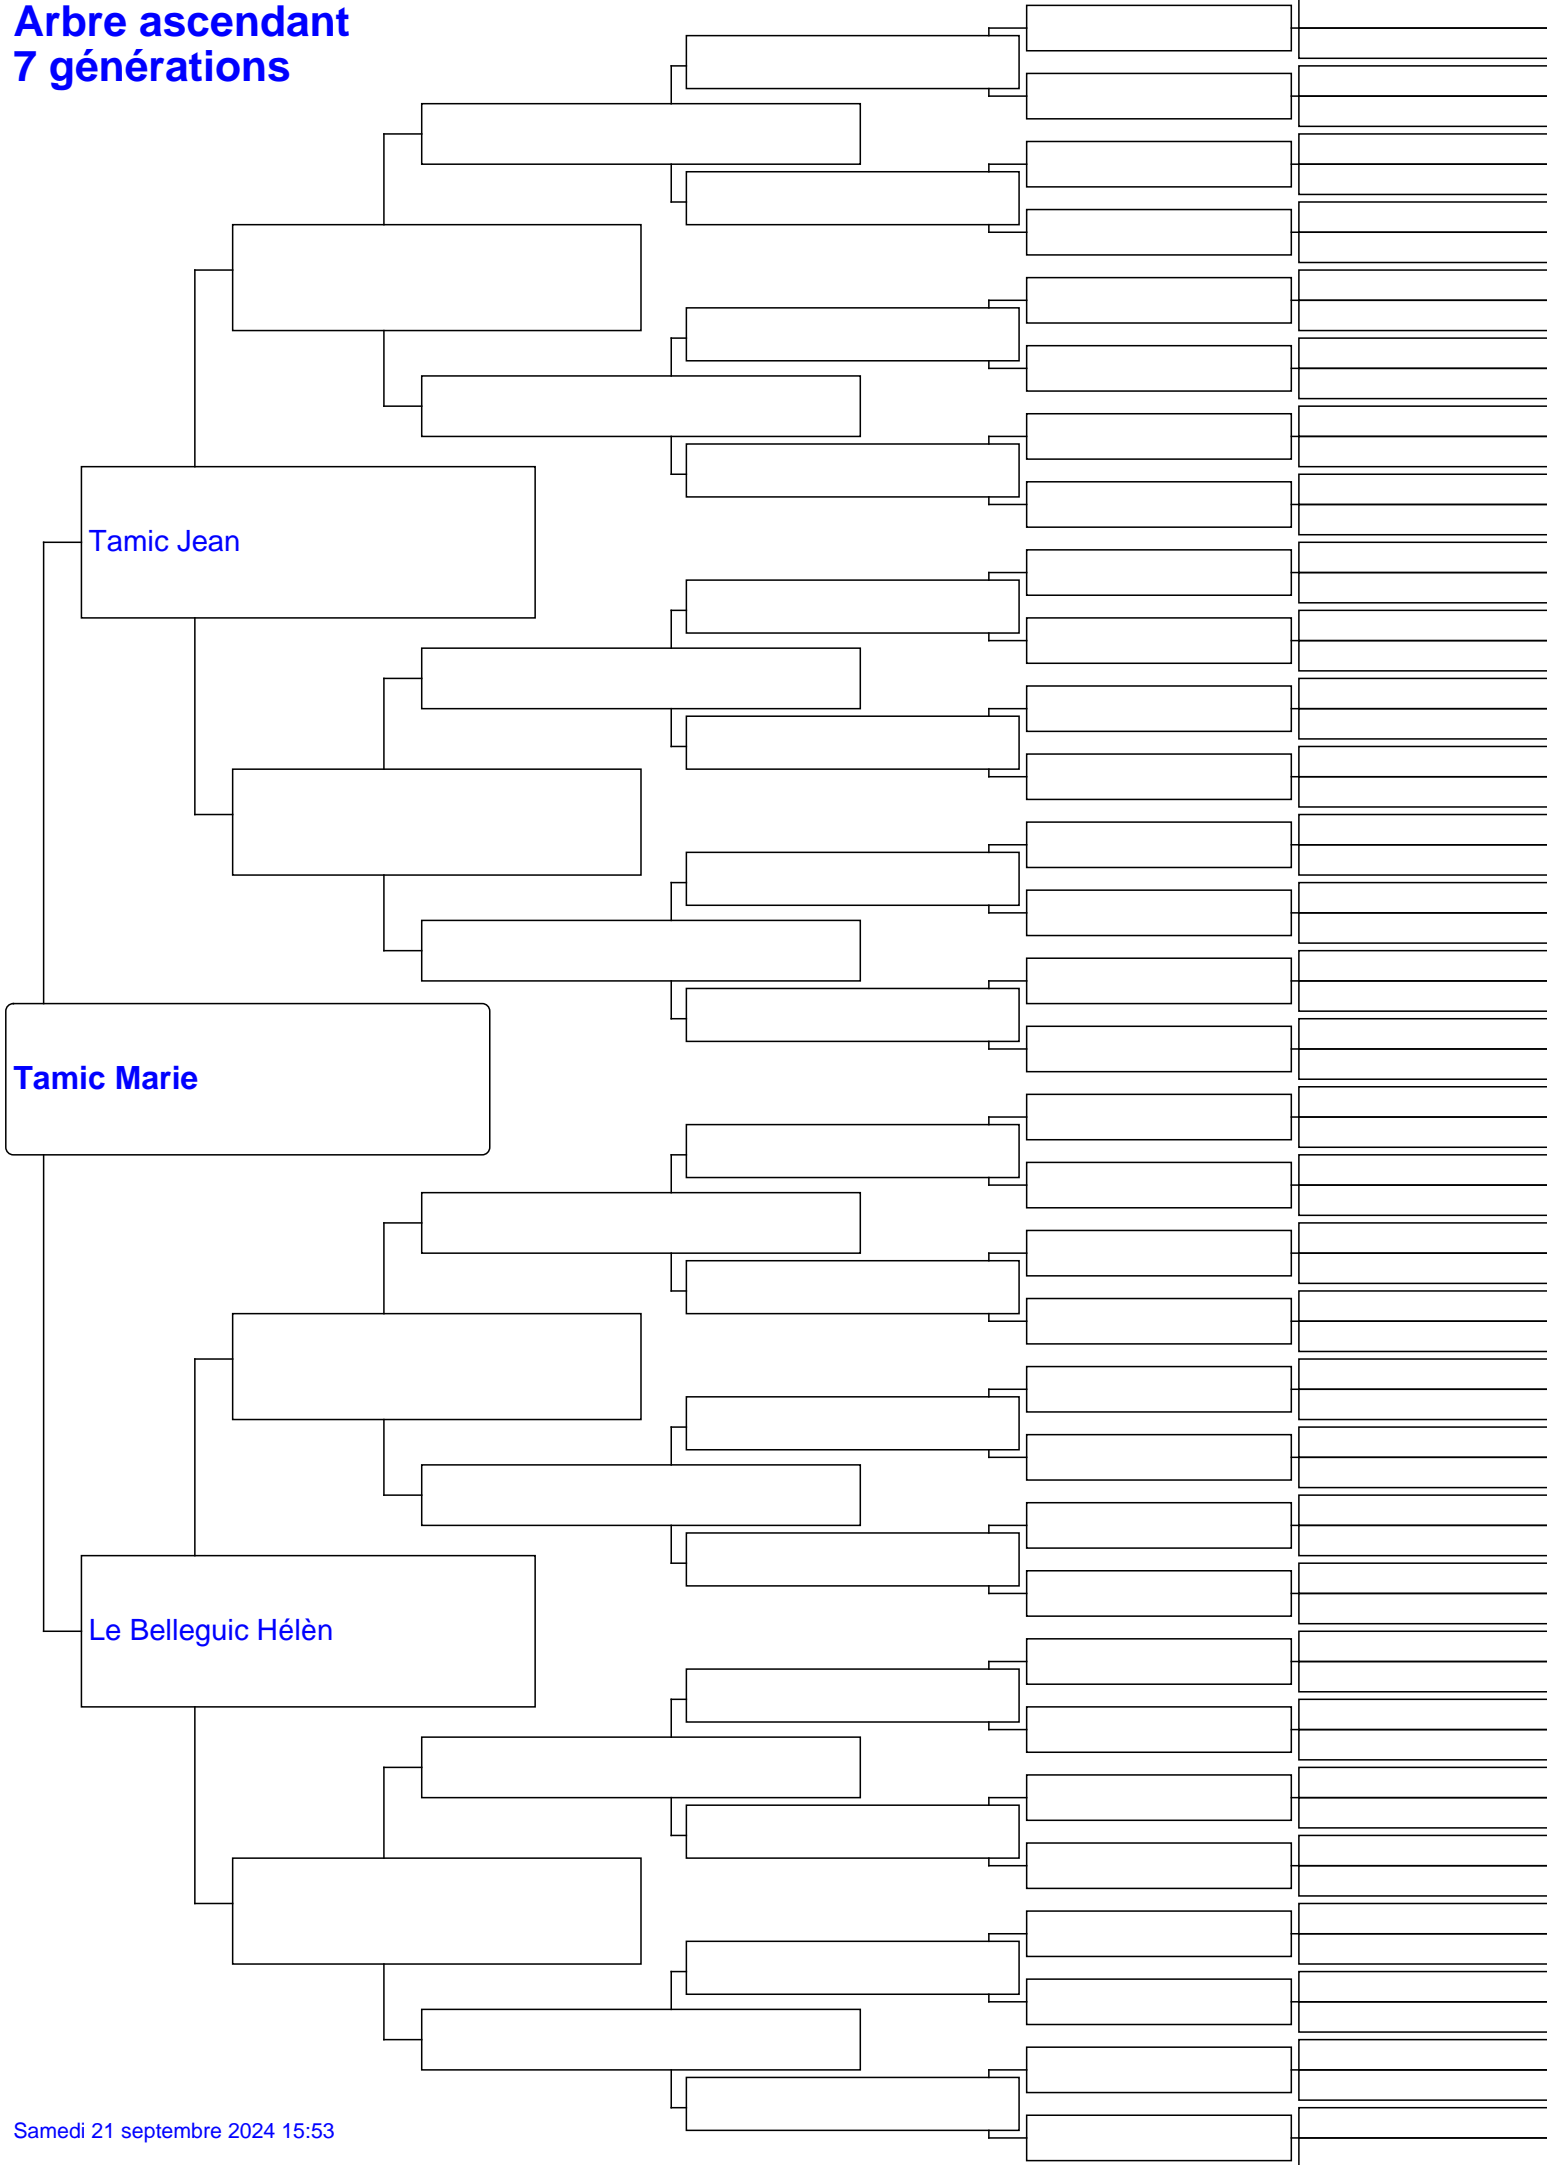 Arbre ascendant
7 générations
Tamic Jean
Tamic Marie
Le Belleguic Hélèn
Samedi 21 septembre 2024 15:53